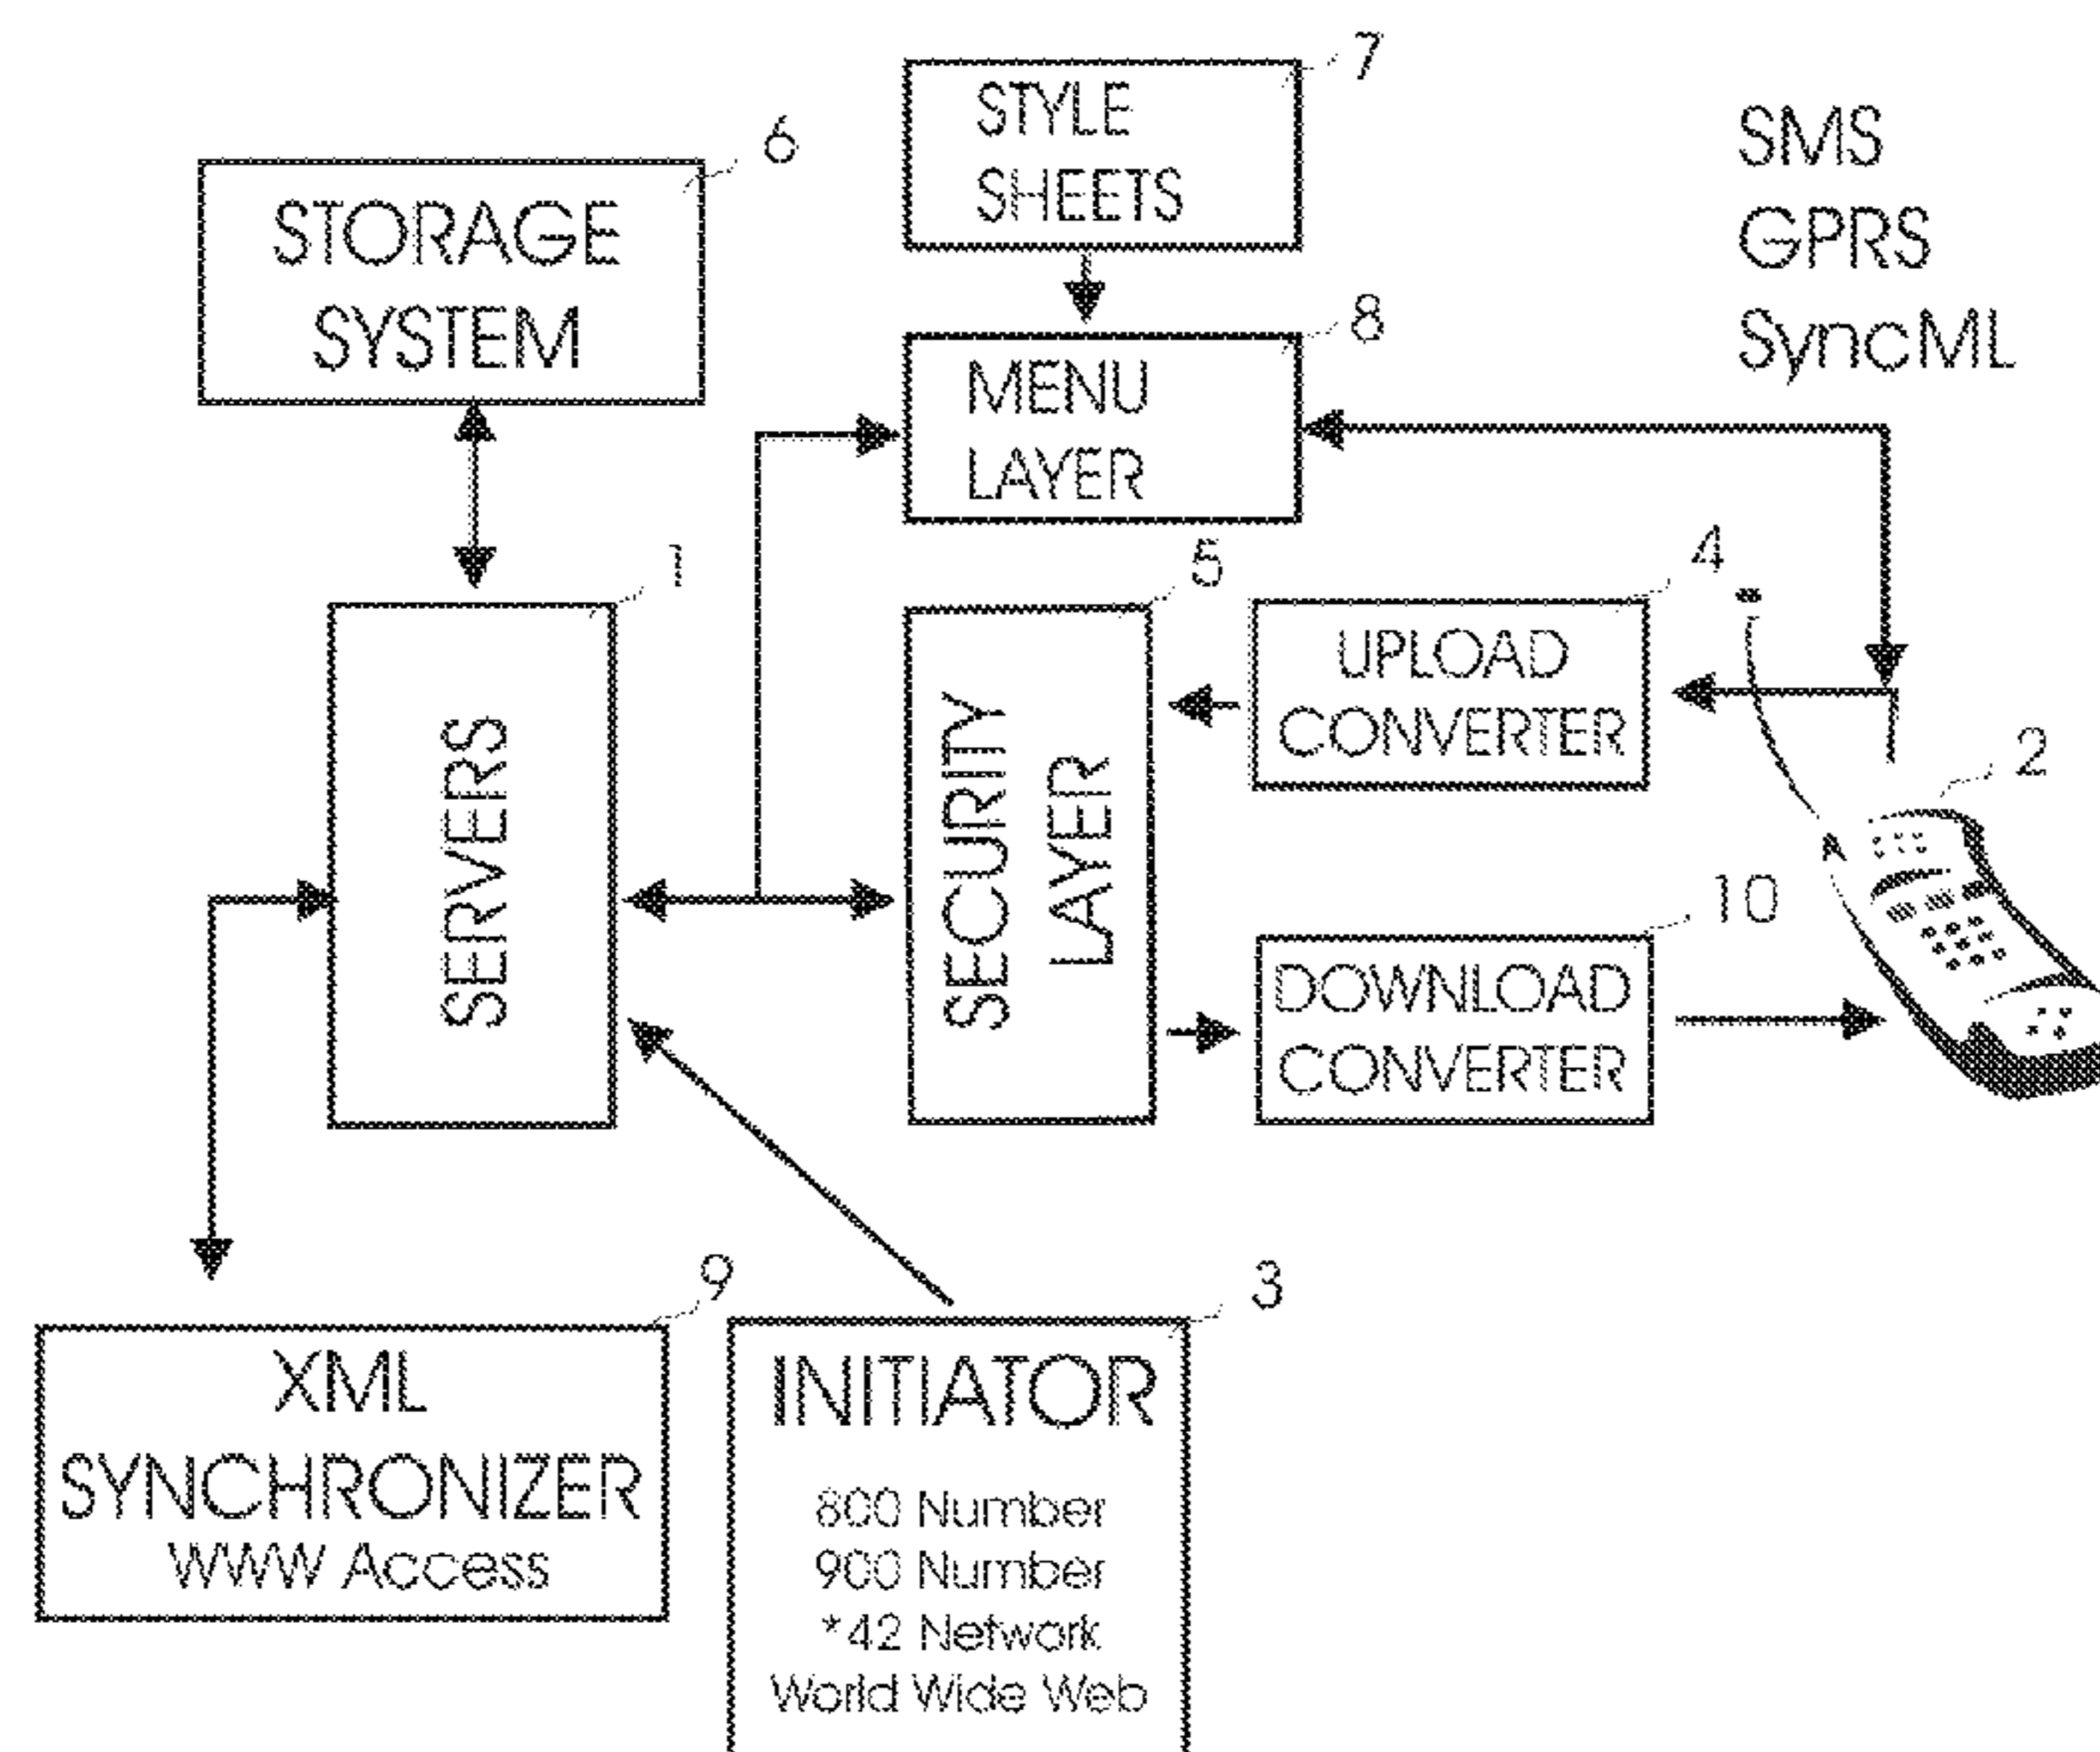 7
STYLE
SHEETS
6
STORAGE
SYSTEM
SMS
GPRS
SyncML
8
MENU
LAYER
1
SERVERS
5
SECURITY
LAYER
4
UPLOAD
CONVERTER
2
10
DOWNLOAD
CONVERTER
9
XML
SYNCHRONIZER
WWW Access
3
INITIATOR
800 Number
900 Number
*42 Network
World Wide Web